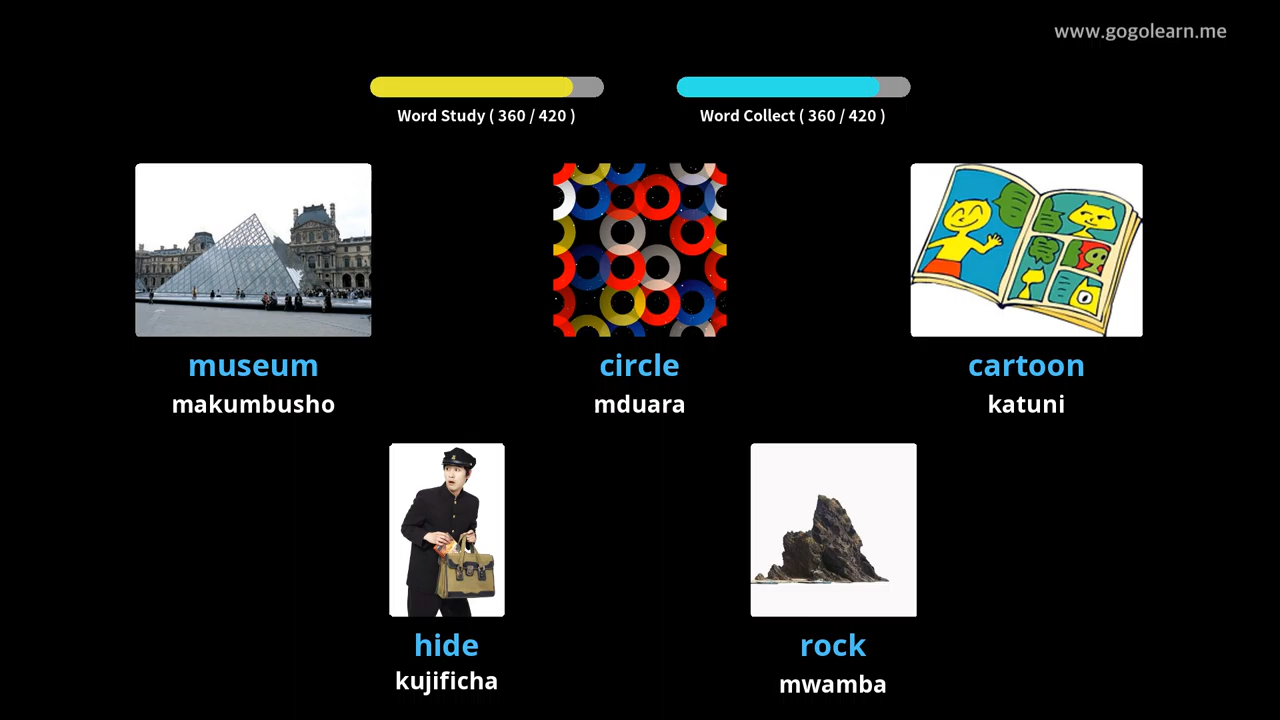 www.gogolearn.me
Word Study ( 360 / 420 )
Word Collect ( 360 / 420 )
museum
makumbusho
circle
mduara
cartoon
katuni
hide
kujificha
rock
mwamba